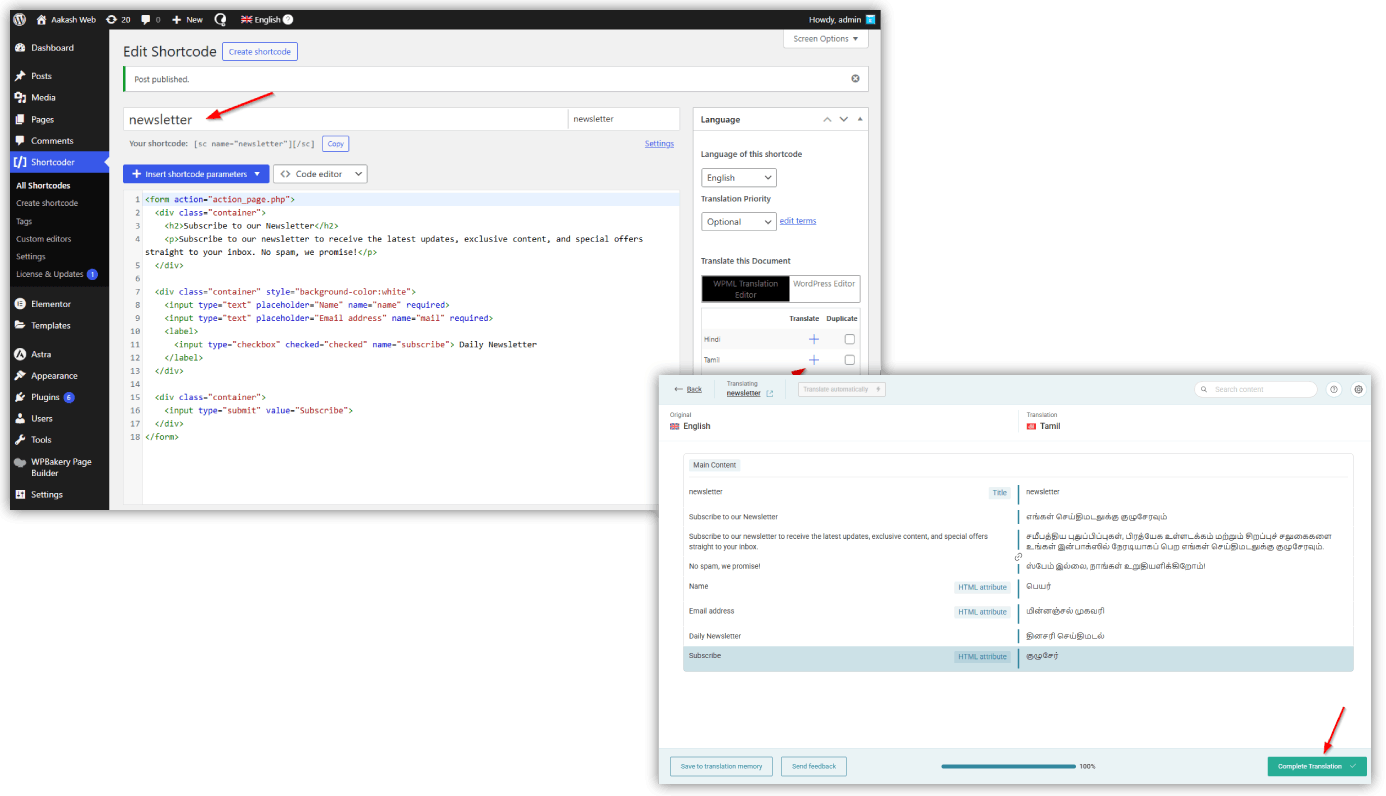 Aakash Web 20 0 New English Howdy, admin
Screen Options
Dashboard
Posts
Media
Pages
Comments
Shortcoder
All Shortcodes
Create shortcode
Tags
Custom editors
Settings
License & Updates 1
Elementor
Templates
Astra
Appearance
Plugins 6
Users
Tools
WPBakery Page
Builder
Settings
Edit Shortcode Create shortcode
Post published.
newsletter newsletter
Your shortcode: [sc name="newsletter"][/sc] Copy Settings
Insert shortcode parameters <> Code editor
1 <form action="action_page.php">
2 <div class="container">
3 <h2>Subscribe to our Newsletter</h2>
4 <p>Subscribe to our newsletter to receive the latest updates, exclusive content, and special offers
straight to your inbox. No spam, we promise!</p>
5 </div>
6
7 <div class="container" style="background-color:white">
8 <input type="text" placeholder="Name" name="name" required>
9 <input type="text" placeholder="Email address" name="mail" required>
10 <label>
11 <input type="checkbox" checked="checked" name="subscribe"> Daily Newsletter
12 </label>
13 </div>
14
15 <div class="container">
16 <input type="submit" value="Subscribe">
17 </div>
18 </form>
Language
Language of this shortcode
English
Translation Priority
Optional edit terms
Translate this Document
WPML Translation
Editor
WordPress Editor
Translate Duplicate
Hindi
Tamil
Back
Translating
newsletter
Translate automatically
Search content
Original
English
Translation
Tamil
Main Content
newsletter Title newsletter
Subscribe to our Newsletter எங்கள் செய்திமடலுக்கு குழுசேரவும்
Subscribe to our newsletter to receive the latest updates, exclusive content, and special offers
straight to your inbox.
சமீபத்திய புதுப்பிப்புகள், பிரத்யேக உள்ளடக்கம் மற்றும் சிறப்புச் சலுகைகளை
உங்கள் இன்பாக்ஸில் நேரடியாகப் பெற எங்கள் செய்திமடலுக்கு குழுசேரவும்.
No spam, we promise! ஸ்பேம் இல்லை, நாங்கள் உறுதியளிக்கிறோம்!
Name HTML attribute பெயர்
Email address HTML attribute மின்னஞ்சல் முகவரி
Daily Newsletter தினசரி செய்திமடல்
Subscribe HTML attribute குழுசேர்
Save to translation memory Send feedback 100% Complete Translation